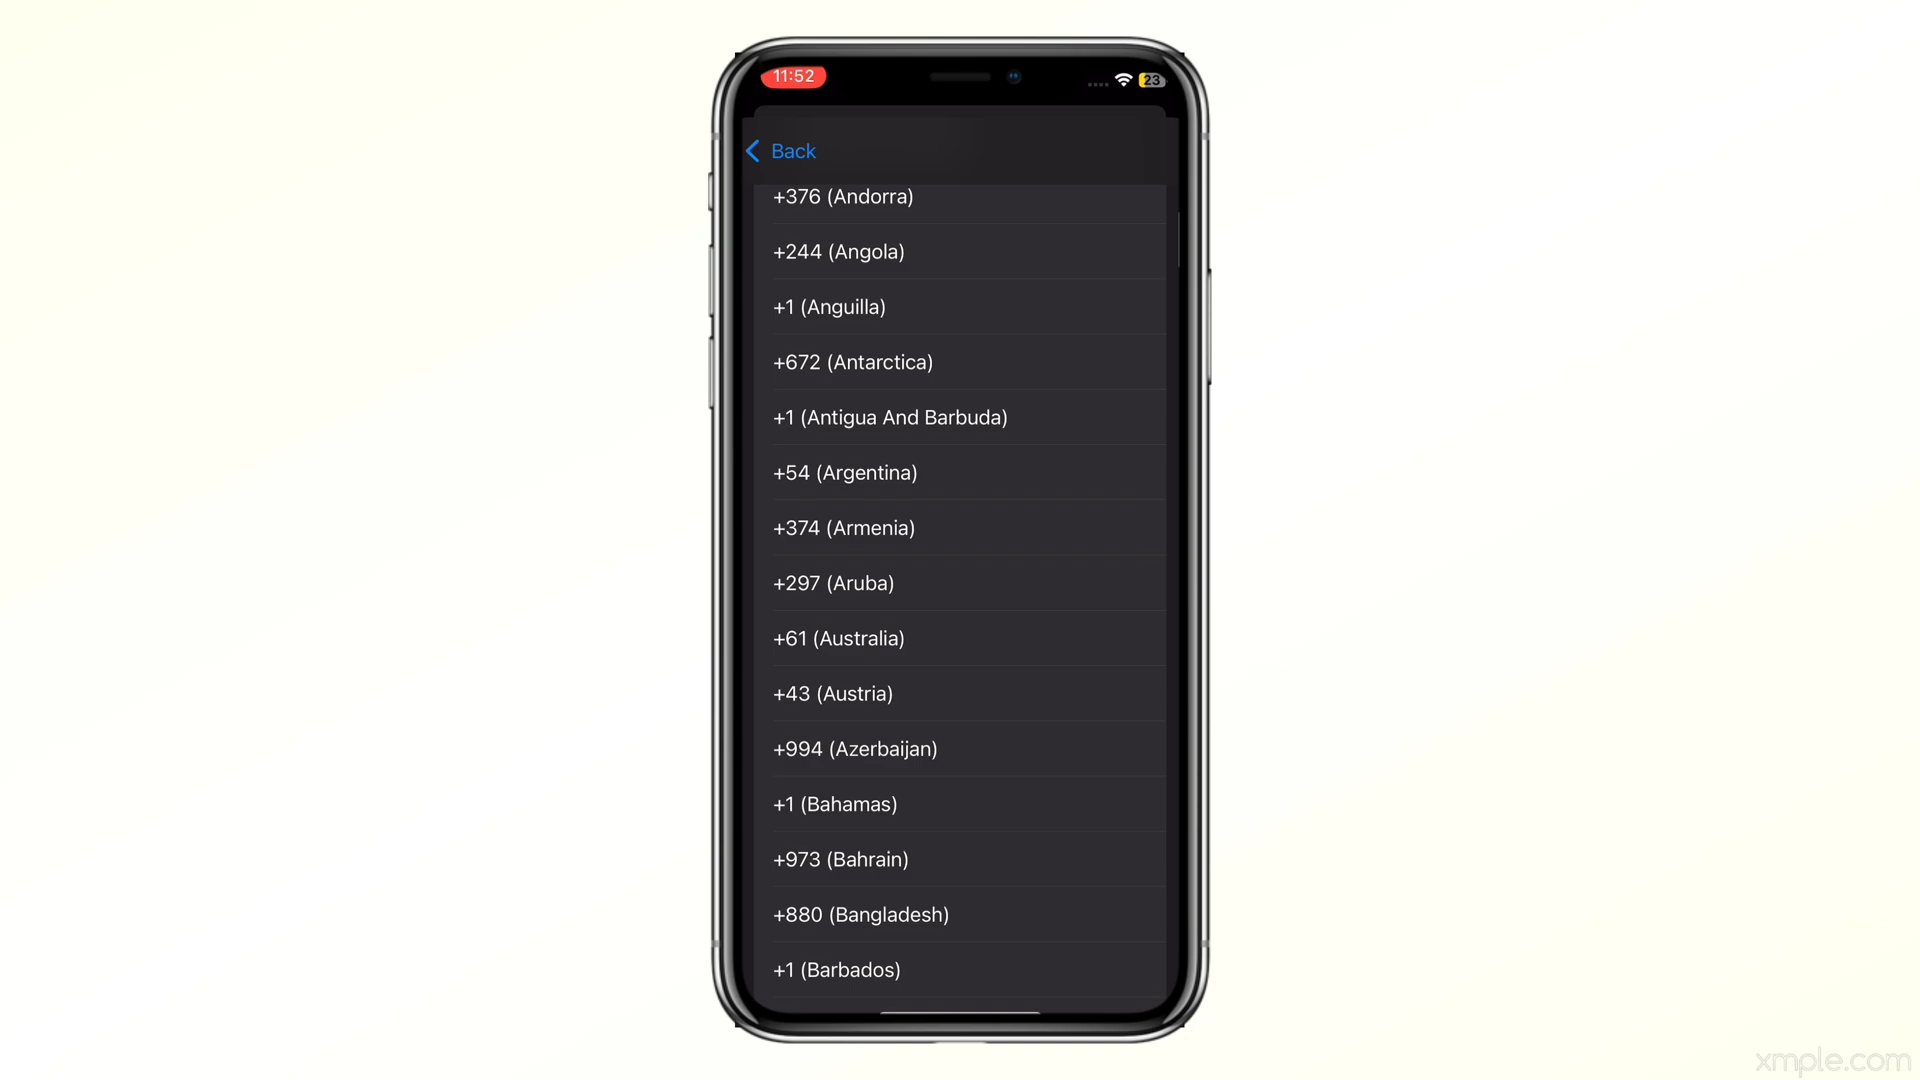 11:52
23
Back
+376 (Andorra)
+244 (Angola)
+1 (Anguilla)
+672 (Antarctica)
+1 (Antigua And Barbuda)
+54 (Argentina)
+374 (Armenia)
+297 (Aruba)
+61 (Australia)
+43 (Austria)
+994 (Azerbaijan)
+1 (Bahamas)
+973 (Bahrain)
+880 (Bangladesh)
+1 (Barbados)
xmple.com